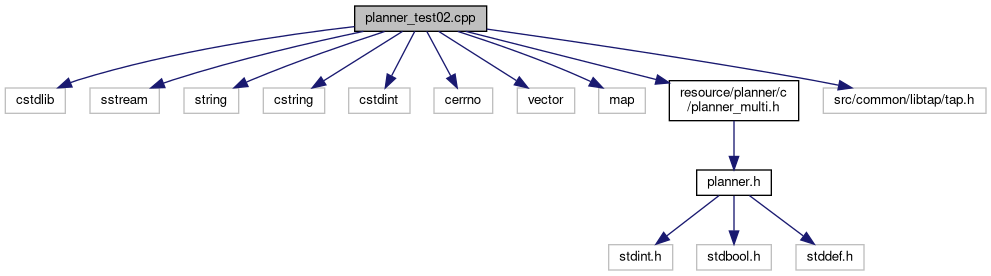 planner_test02.cpp
cstdlib
sstream
string
cstring
cstdint
cerrno
vector
map
resource/planner/c
/planner_multi.h
src/common/libtap/tap.h
planner.h
stdint.h
stdbool.h
stddef.h